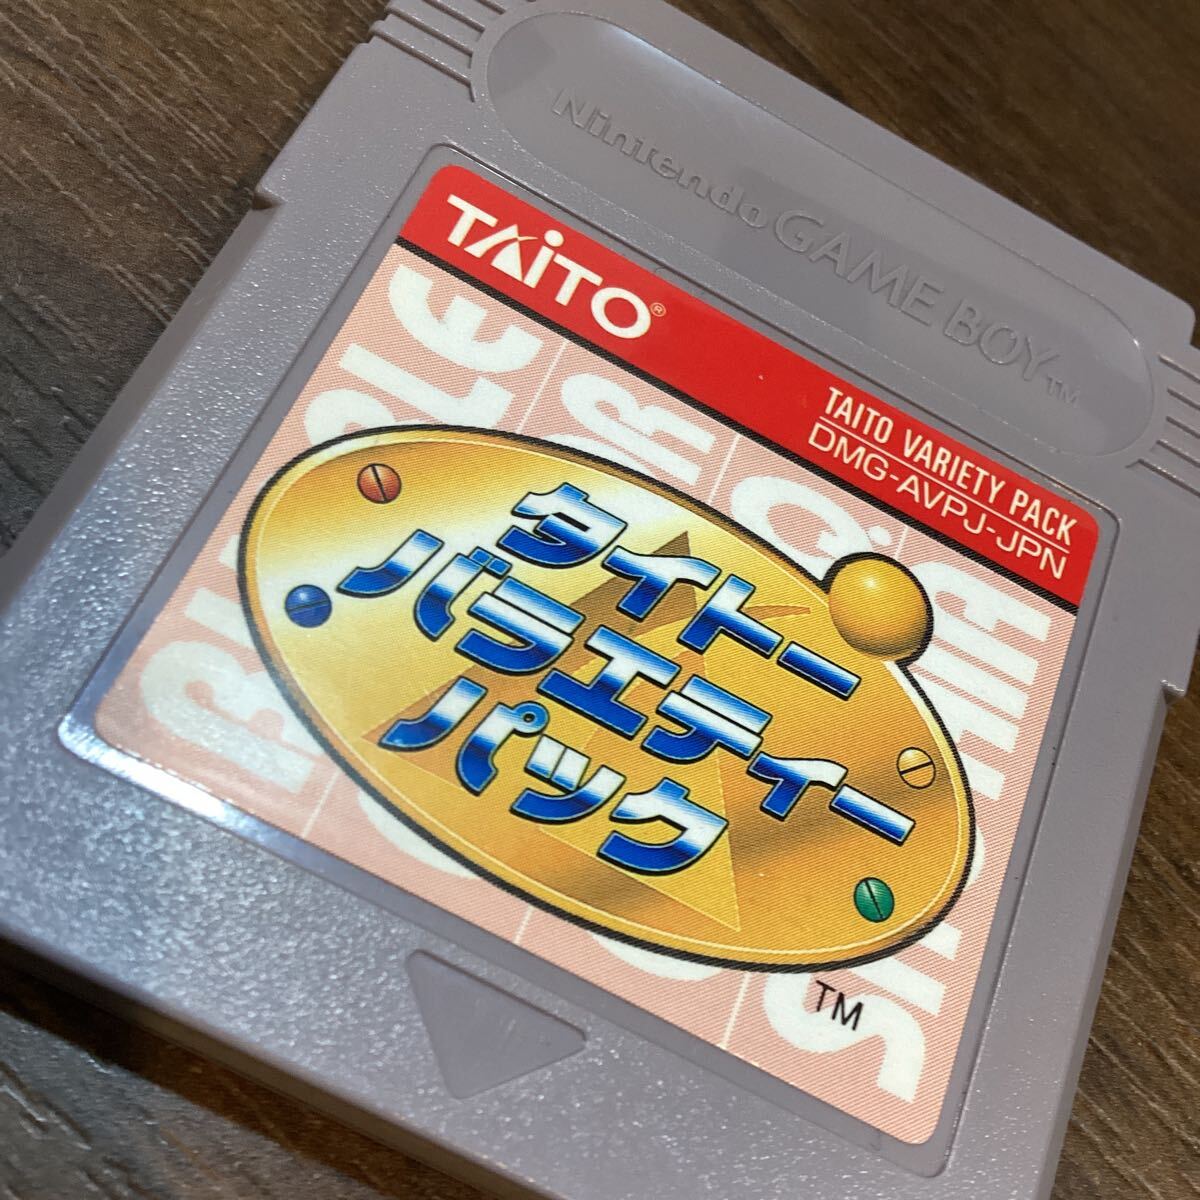 Nintendo GAME BOY™
TAITO®
TAITO VARIETY PACK
DMG-AVPJ-JPN
タイトー
バラエティー
パック
TM